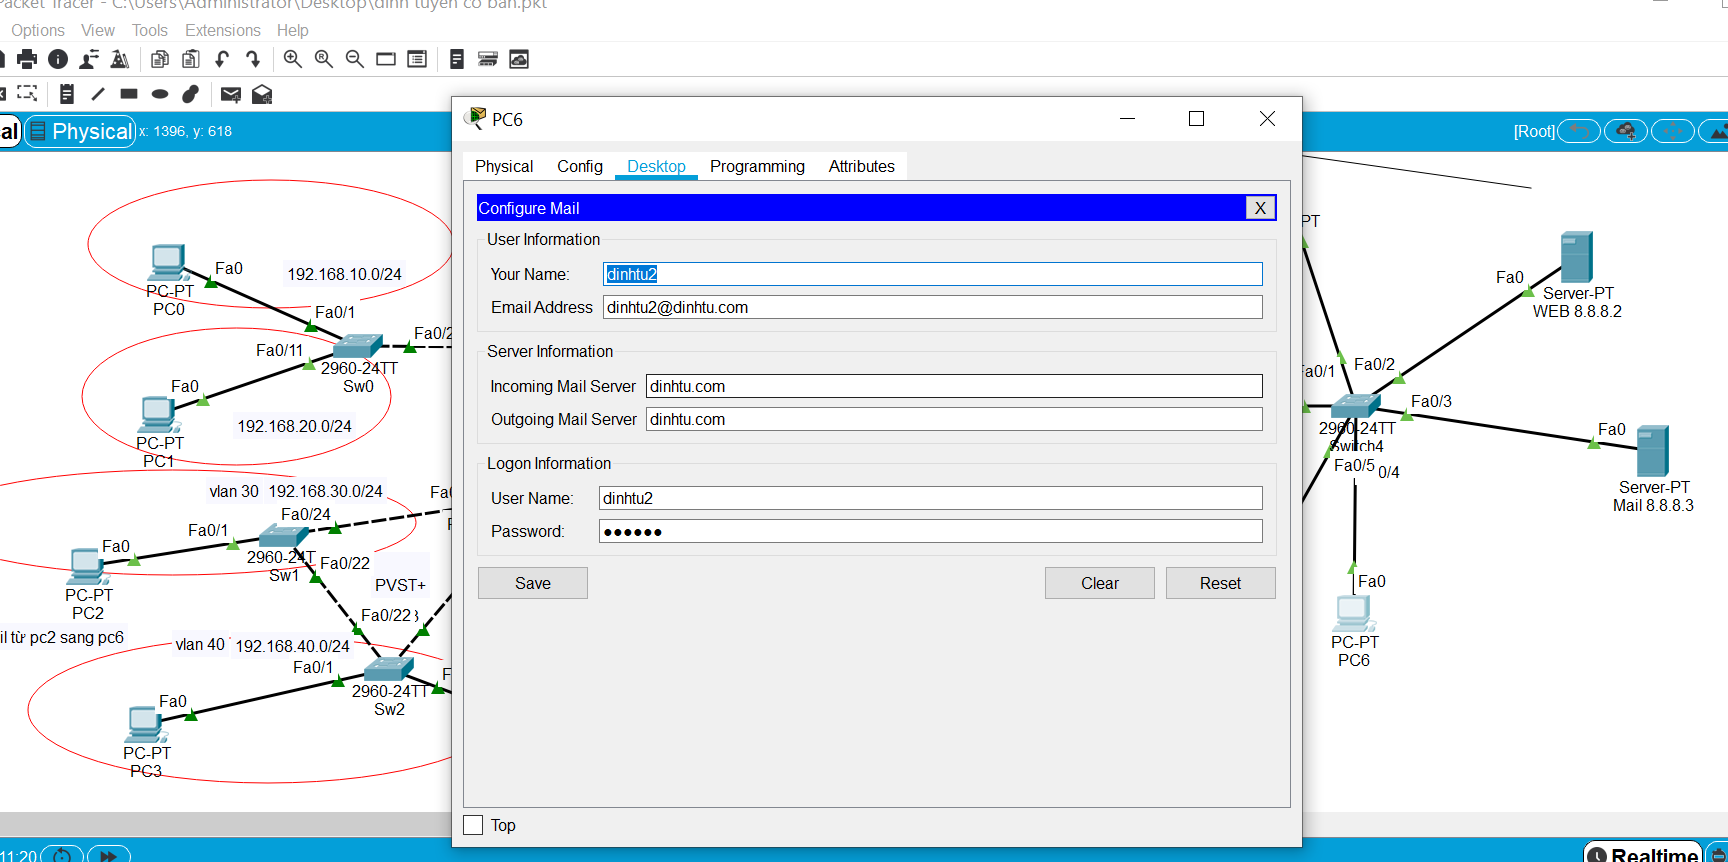 Packet Tracer - C:\Users\Administrator\Desktop\dinh tuyen co ban.pkt
Options View Tools Extensions Help
Physical x: 1396, y: 618
[Root]
PC6
Physical Config Desktop Programming Attributes
Configure Mail X
User Information
Your Name: dinhtu2
Email Address dinhtu2@dinhtu.com
Server Information
Incoming Mail Server dinhtu.com
Outgoing Mail Server dinhtu.com
Logon Information
User Name: dinhtu2
Password: ●●●●●●
Save Clear Reset
Top
Fa0
192.168.10.0/24
PC-PT
PC0
Fa0/1
Fa0/2
Fa0/11
2960-24TT
Sw0
Fa0
192.168.20.0/24
PC-PT
PC1
vlan 30 192.168.30.0/24
Fa0/24
Fa0/1
Fa0
2960-24T
Sw1
Fa0/22
PC-PT
PC2
PVST+
Fa0/22
il từ pc2 sang pc6
vlan 40 192.168.40.0/24
Fa0/1
2960-24TT
Sw2
Fa0
PC-PT
PC3
PT
Fa0
Server-PT
WEB 8.8.8.2
Fa0/2
a0/1
Fa0/3
2960-24TT
Switch4
Fa0/5
0/4
Fa0
Server-PT
Mail 8.8.8.3
Fa0
PC-PT
PC6
11:20
Realtime